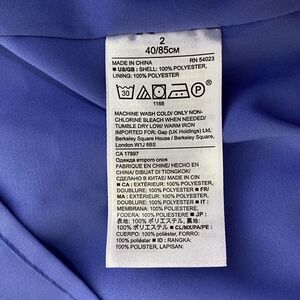 2
40/85CM
MADE IN CHINA RN 54023
■ US/GB: SHELL: 100% POLYESTER,
LINING: 100% POLYESTER
30
1166
MACHINE WASH COLD/ ONLY NON-
CHLORINE BLEACH WHEN NEEDED/
TUMBLE DRY LOW/ WARM IRON
IMPORTED FOR: Gap (UK Holdings) Ltd,
Berkeley Square House / Berkeley Square,
London W1J 6BS
CA 17897
Одежда второго слоя
FABRIQUÉ EN CHINE/ HECHO EN
CHINA/ DIBUAT DI TIONGKOK/
СДЕЛАНО В КИТАЕ/ MADE IN CN
■ CA: EXTÉRIEUR: 100% POLYESTER,
DOUBLURE: 100% POLYESTER ■ FR/
MA: EXTÉRIEUR: 100% POLYESTER,
DOUBLURE: 100% POLYESTER ■ IT:
MEMBRANA: 100% POLIESTERE,
FODERA: 100% POLIESTERE ■ JP:
表地: 100% ポリエステル, 裏地:
100% ポリエステル ■ CL/MX/PA/PE:
CUERPO: 100% poliéster, FORRO:
100% poliéster ■ ID: RANGKA:
100% POLIESTER, LAPISAN: